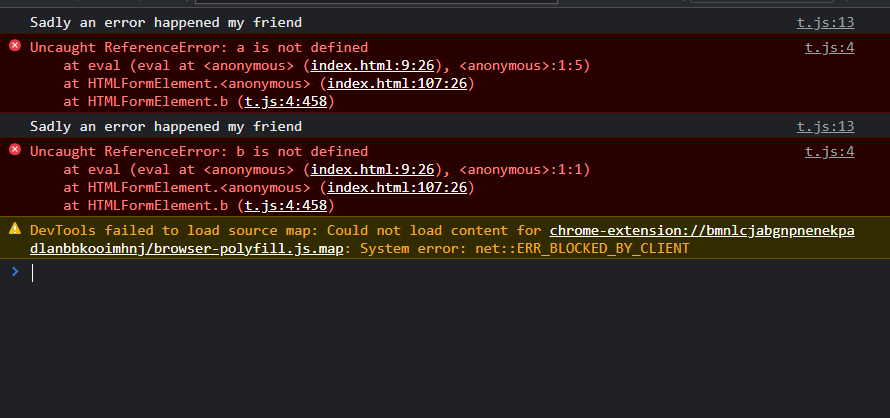 Sadly an error happened my friend t.js:13
Uncaught ReferenceError: a is not defined t.js:4
at eval (eval at <anonymous> (index.html:9:26), <anonymous>:1:5)
at HTMLFormElement.<anonymous> (index.html:107:26)
at HTMLFormElement.b (t.js:4:458)
Sadly an error happened my friend t.js:13
Uncaught ReferenceError: b is not defined t.js:4
at eval (eval at <anonymous> (index.html:9:26), <anonymous>:1:1)
at HTMLFormElement.<anonymous> (index.html:107:26)
at HTMLFormElement.b (t.js:4:458)
DevTools failed to load source map: Could not load content for chrome-extension://bmnlcjabgnpnenekpa
dlanbbkooimhnj/browser-polyfill.js.map: System error: net::ERR_BLOCKED_BY_CLIENT